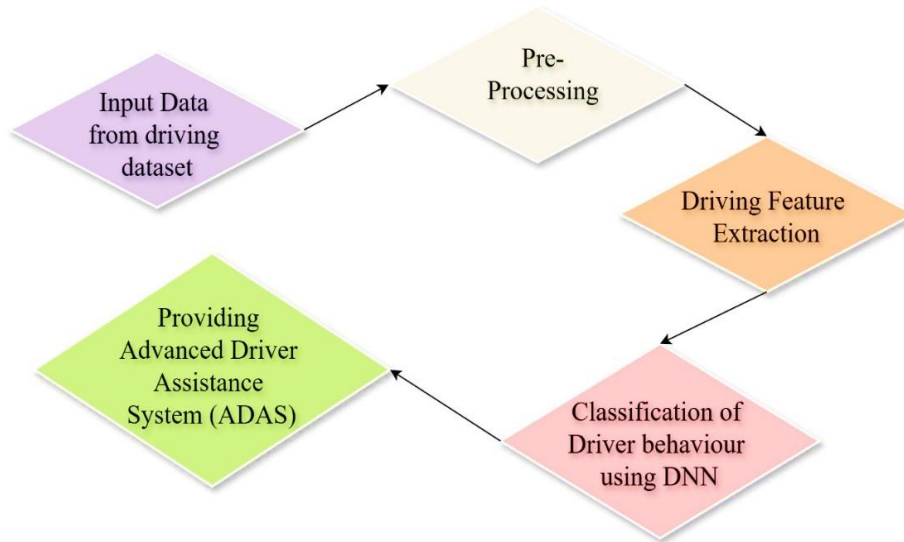 Input Data
from driving
dataset
Pre-
Processing
Driving Feature
Extraction
Classification of
Driver behaviour
using DNN
Providing
Advanced Driver
Assistance
System (ADAS)